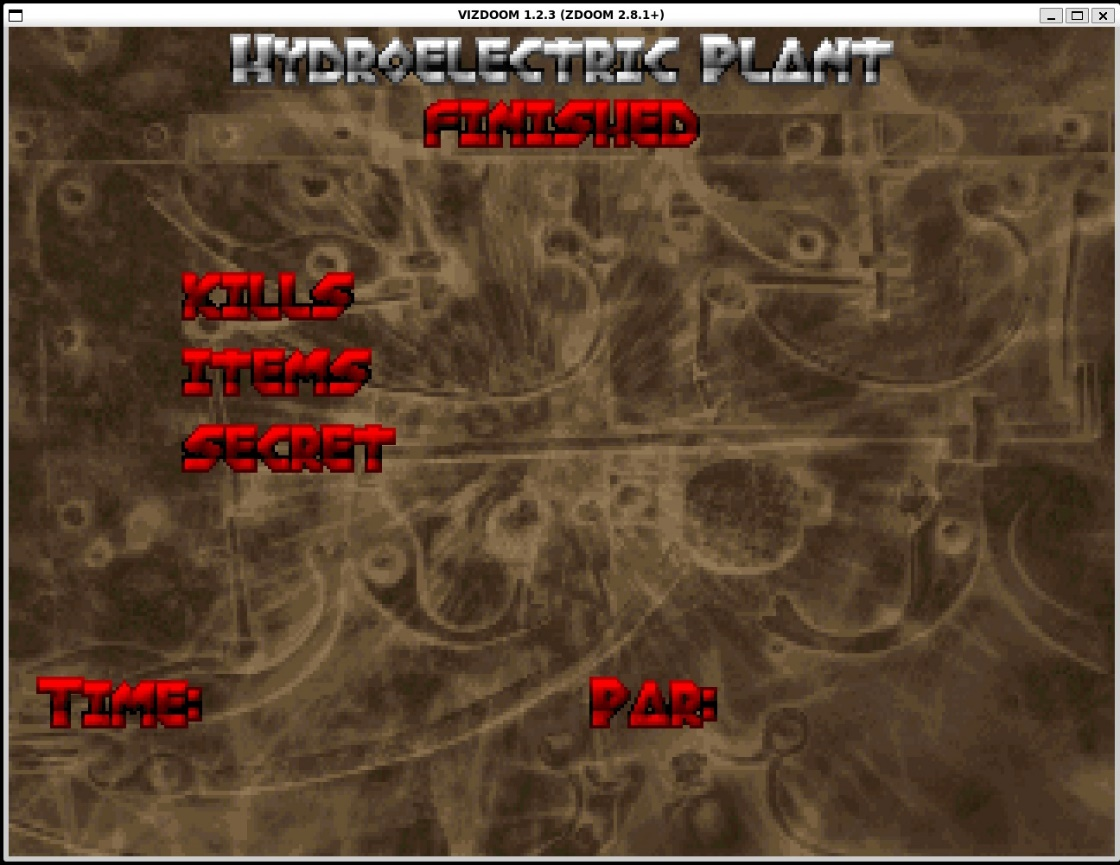 VIZDOOM 1.2.3 (ZDOOM 2.8.1+)
HYDROELECTRIC PLANT
FINISHED
KILLS
ITEMS
SECRET
TIME:
PAR: